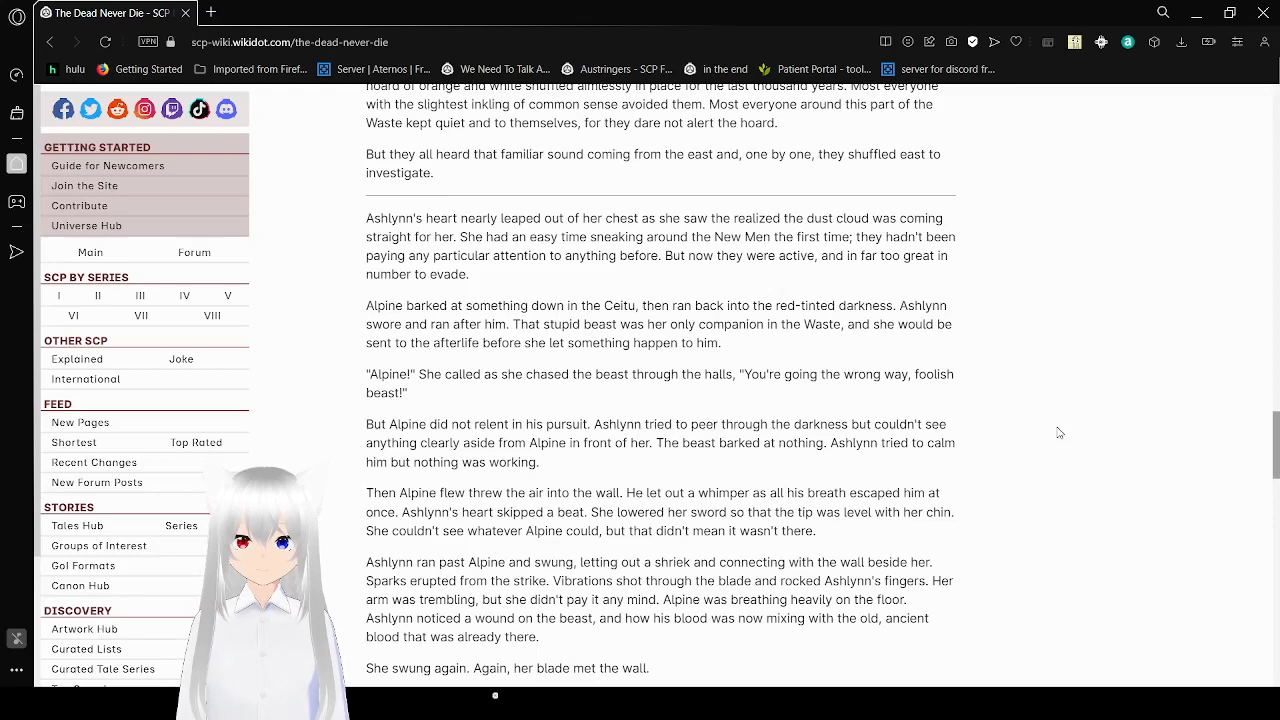 The Dead Never Die - SCP
VPN
scp-wiki.wikidot.com/the-dead-never-die
hulu
Getting Started
Imported from Firef...
Server | Aternos | Fr...
We Need To Talk A...
Austringers - SCP F...
in the end
Patient Portal - tool...
server for discord fr...
GETTING STARTED
Guide for Newcomers
Join the Site
Contribute
Universe Hub
Main
Forum
SCP BY SERIES
I II III IV V
VI VII VIII
OTHER SCP
Explained
Joke
International
FEED
New Pages
Shortest
Top Rated
Recent Changes
New Forum Posts
STORIES
Tales Hub
Series
Groups of Interest
GoI Formats
Canon Hub
DISCOVERY
Artwork Hub
Curated Lists
Curated Tale Series
hoard of orange and white shuffled aimlessly in place for the last thousand years. Most everyone
with the slightest inkling of common sense avoided them. Most everyone around this part of the
Waste kept quiet and to themselves, for they dare not alert the hoard.
But they all heard that familiar sound coming from the east and, one by one, they shuffled east to
investigate.
Ashlynn's heart nearly leaped out of her chest as she saw the realized the dust cloud was coming
straight for her. She had an easy time sneaking around the New Men the first time; they hadn't been
paying any particular attention to anything before. But now they were active, and in far too great in
number to evade.
Alpine barked at something down in the Ceitu, then ran back into the red-tinted darkness. Ashlynn
swore and ran after him. That stupid beast was her only companion in the Waste, and she would be
sent to the afterlife before she let something happen to him.
"Alpine!" She called as she chased the beast through the halls, "You're going the wrong way, foolish
beast!"
But Alpine did not relent in his pursuit. Ashlynn tried to peer through the darkness but couldn't see
anything clearly aside from Alpine in front of her. The beast barked at nothing. Ashlynn tried to calm
him but nothing was working.
Then Alpine flew threw the air into the wall. He let out a whimper as all his breath escaped him at
once. Ashlynn's heart skipped a beat. She lowered her sword so that the tip was level with her chin.
She couldn't see whatever Alpine could, but that didn't mean it wasn't there.
Ashlynn ran past Alpine and swung, letting out a shriek and connecting with the wall beside her.
Sparks erupted from the strike. Vibrations shot through the blade and rocked Ashlynn's fingers. Her
arm was trembling, but she didn't pay it any mind. Alpine was breathing heavily on the floor.
Ashlynn noticed a wound on the beast, and how his blood was now mixing with the old, ancient
blood that was already there.
She swung again. Again, her blade met the wall.